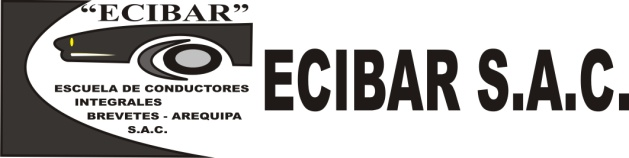 “ECIBAR”
ESCUELA DE CONDUCTORES
INTEGRALES
BREVETES - AREQUIPA
S.A.C.
ECIBAR S.A.C.